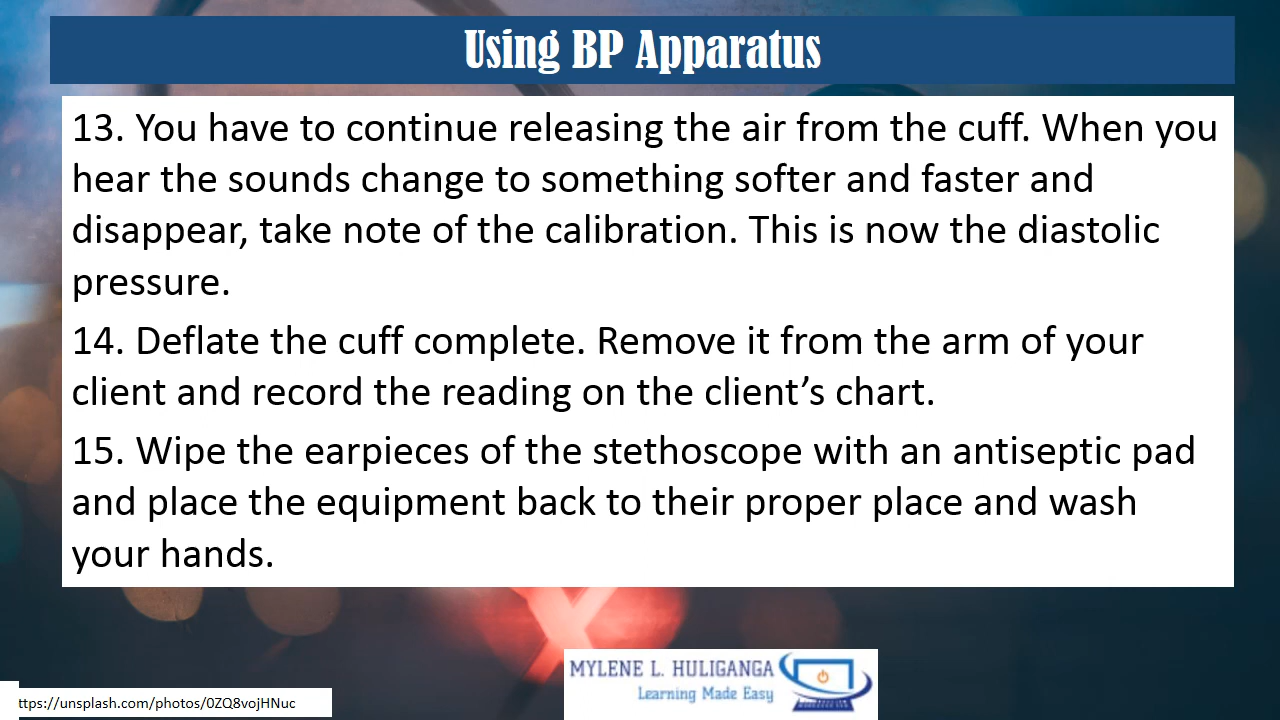 Using BP Apparatus
13. You have to continue releasing the air from the cuff. When you
hear the sounds change to something softer and faster and
disappear, take note of the calibration. This is now the diastolic
pressure.
14. Deflate the cuff complete. Remove it from the arm of your
client and record the reading on the client’s chart.
15. Wipe the earpieces of the stethoscope with an antiseptic pad
and place the equipment back to their proper place and wash
your hands.
MYLENE L. HULIGANGA
Learning Made Easy
ttps://unsplash.com/photos/0ZQ8vojHNuc